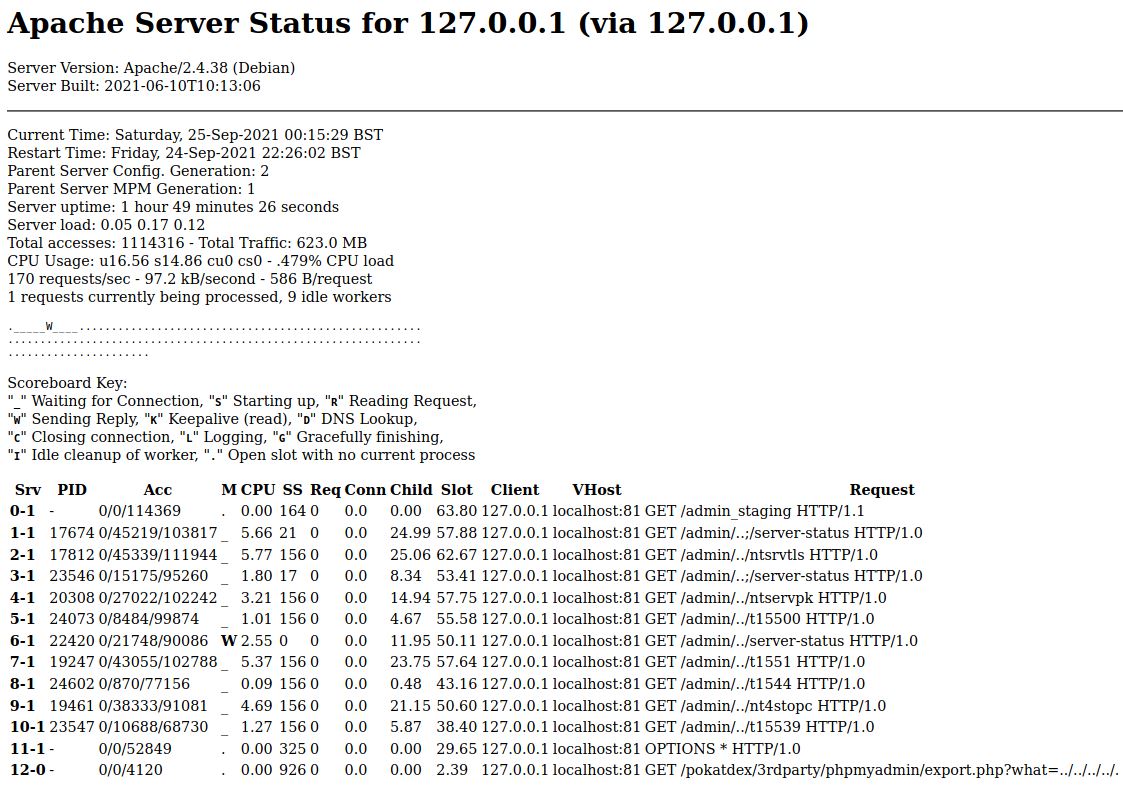 Apache Server Status for 127.0.0.1 (via 127.0.0.1)
Server Version: Apache/2.4.38 (Debian)
Server Built: 2021-06-10T10:13:06
Current Time: Saturday, 25-Sep-2021 00:15:29 BST
Restart Time: Friday, 24-Sep-2021 22:26:02 BST
Parent Server Config. Generation: 2
Parent Server MPM Generation: 1
Server uptime: 1 hour 49 minutes 26 seconds
Server load: 0.05 0.17 0.12
Total accesses: 1114316 - Total Traffic: 623.0 MB
CPU Usage: u16.56 s14.86 cu0 cs0 - .479% CPU load
170 requests/sec - 97.2 kB/second - 586 B/request
1 requests currently being processed, 9 idle workers
._____W____.....................................................
................................................................
......................
Scoreboard Key:
"_" Waiting for Connection, "S" Starting up, "R" Reading Request,
"W" Sending Reply, "K" Keepalive (read), "D" DNS Lookup,
"C" Closing connection, "L" Logging, "G" Gracefully finishing,
"I" Idle cleanup of worker, "." Open slot with no current process
Srv PID Acc M CPU SS Req Conn Child Slot Client VHost Request
0-1 - 0/0/114369 . 0.00 164 0 0.0 0.00 63.80 127.0.0.1 localhost:81 GET /admin_staging HTTP/1.1
1-1 17674 0/45219/103817 _ 5.66 21 0 0.0 24.99 57.88 127.0.0.1 localhost:81 GET /admin/..;/server-status HTTP/1.0
2-1 17812 0/45339/111944 _ 5.77 156 0 0.0 25.06 62.67 127.0.0.1 localhost:81 GET /admin/../ntsrvtls HTTP/1.0
3-1 23546 0/15175/95260 _ 1.80 17 0 0.0 8.34 53.41 127.0.0.1 localhost:81 GET /admin/..;/server-status HTTP/1.0
4-1 20308 0/27022/102242 _ 3.21 156 0 0.0 14.94 57.75 127.0.0.1 localhost:81 GET /admin/../ntservpk HTTP/1.0
5-1 24073 0/8484/99874 _ 1.01 156 0 0.0 4.67 55.58 127.0.0.1 localhost:81 GET /admin/../t15500 HTTP/1.0
6-1 22420 0/21748/90086 W 2.55 0 0 0.0 11.95 50.11 127.0.0.1 localhost:81 GET /admin/../server-status HTTP/1.0
7-1 19247 0/43055/102788 _ 5.37 156 0 0.0 23.75 57.64 127.0.0.1 localhost:81 GET /admin/../t1551 HTTP/1.0
8-1 24602 0/870/77156 _ 0.09 156 0 0.0 0.48 43.16 127.0.0.1 localhost:81 GET /admin/../t1544 HTTP/1.0
9-1 19461 0/38333/91081 _ 4.69 156 0 0.0 21.15 50.60 127.0.0.1 localhost:81 GET /admin/../nt4stopc HTTP/1.0
10-1 23547 0/10688/68730 _ 1.27 156 0 0.0 5.87 38.40 127.0.0.1 localhost:81 GET /admin/../t15539 HTTP/1.0
11-1 - 0/0/52849 . 0.00 325 0 0.0 0.00 29.65 127.0.0.1 localhost:81 OPTIONS * HTTP/1.0
12-0 - 0/0/4120 . 0.00 926 0 0.0 0.00 2.39 127.0.0.1 localhost:81 GET /pokatdex/3rdparty/phpmyadmin/export.php?what=../../../../.